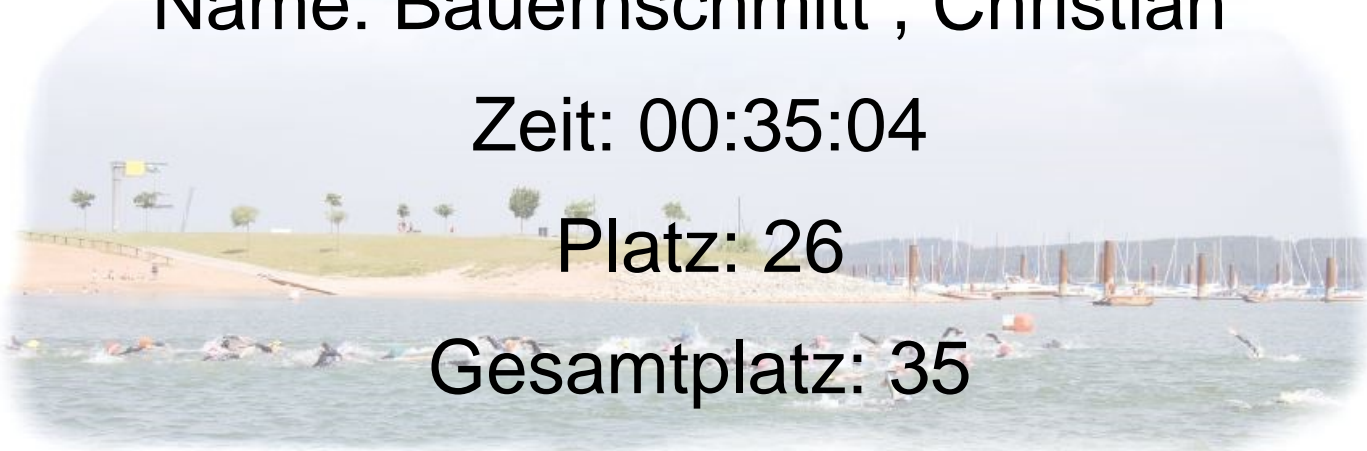 Name: Bauernschmitt , Christian
Zeit: 00:35:04
Platz: 26
Gesamtplatz: 35